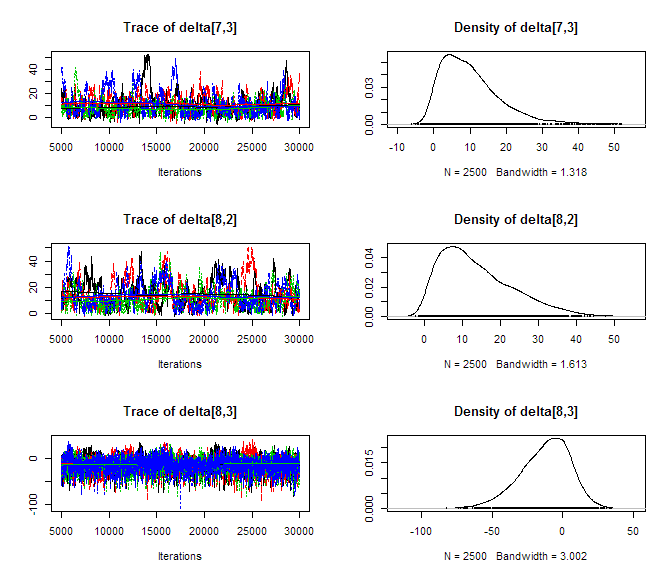 Trace of delta[7,3]
Density of delta[7,3]
0 20 40
5000 10000 15000 20000 25000 30000
Iterations
0.00 0.03
-10 0 10 20 30 40 50
N = 2500 Bandwidth = 1.318
Trace of delta[8,2]
Density of delta[8,2]
0 20 40
5000 10000 15000 20000 25000 30000
Iterations
0.00 0.02 0.04
0 10 20 30 40 50
N = 2500 Bandwidth = 1.613
Trace of delta[8,3]
Density of delta[8,3]
-100 0
5000 10000 15000 20000 25000 30000
Iterations
0.000 0.015
-100 -50 0 50
N = 2500 Bandwidth = 3.002